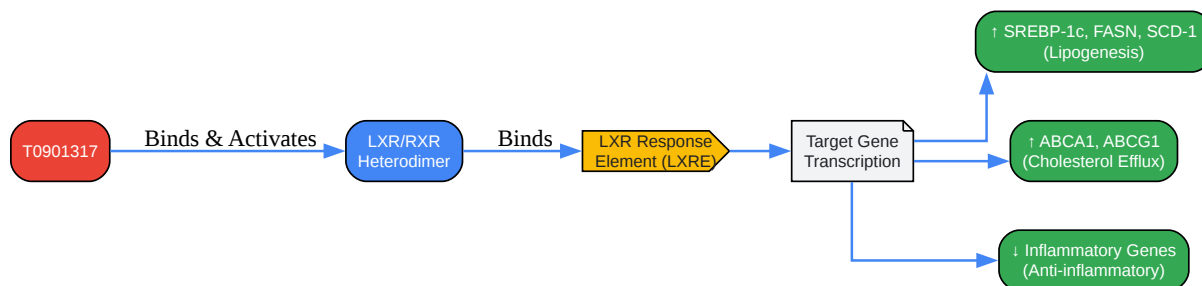 T0901317
Binds & Activates
LXR/RXR
Heterodimer
Binds
LXR Response
Element (LXRE)
Target Gene
Transcription
↑ SREBP-1c, FASN, SCD-1
(Lipogenesis)
↑ ABCA1, ABCG1
(Cholesterol Efflux)
↓ Inflammatory Genes
(Anti-inflammatory)